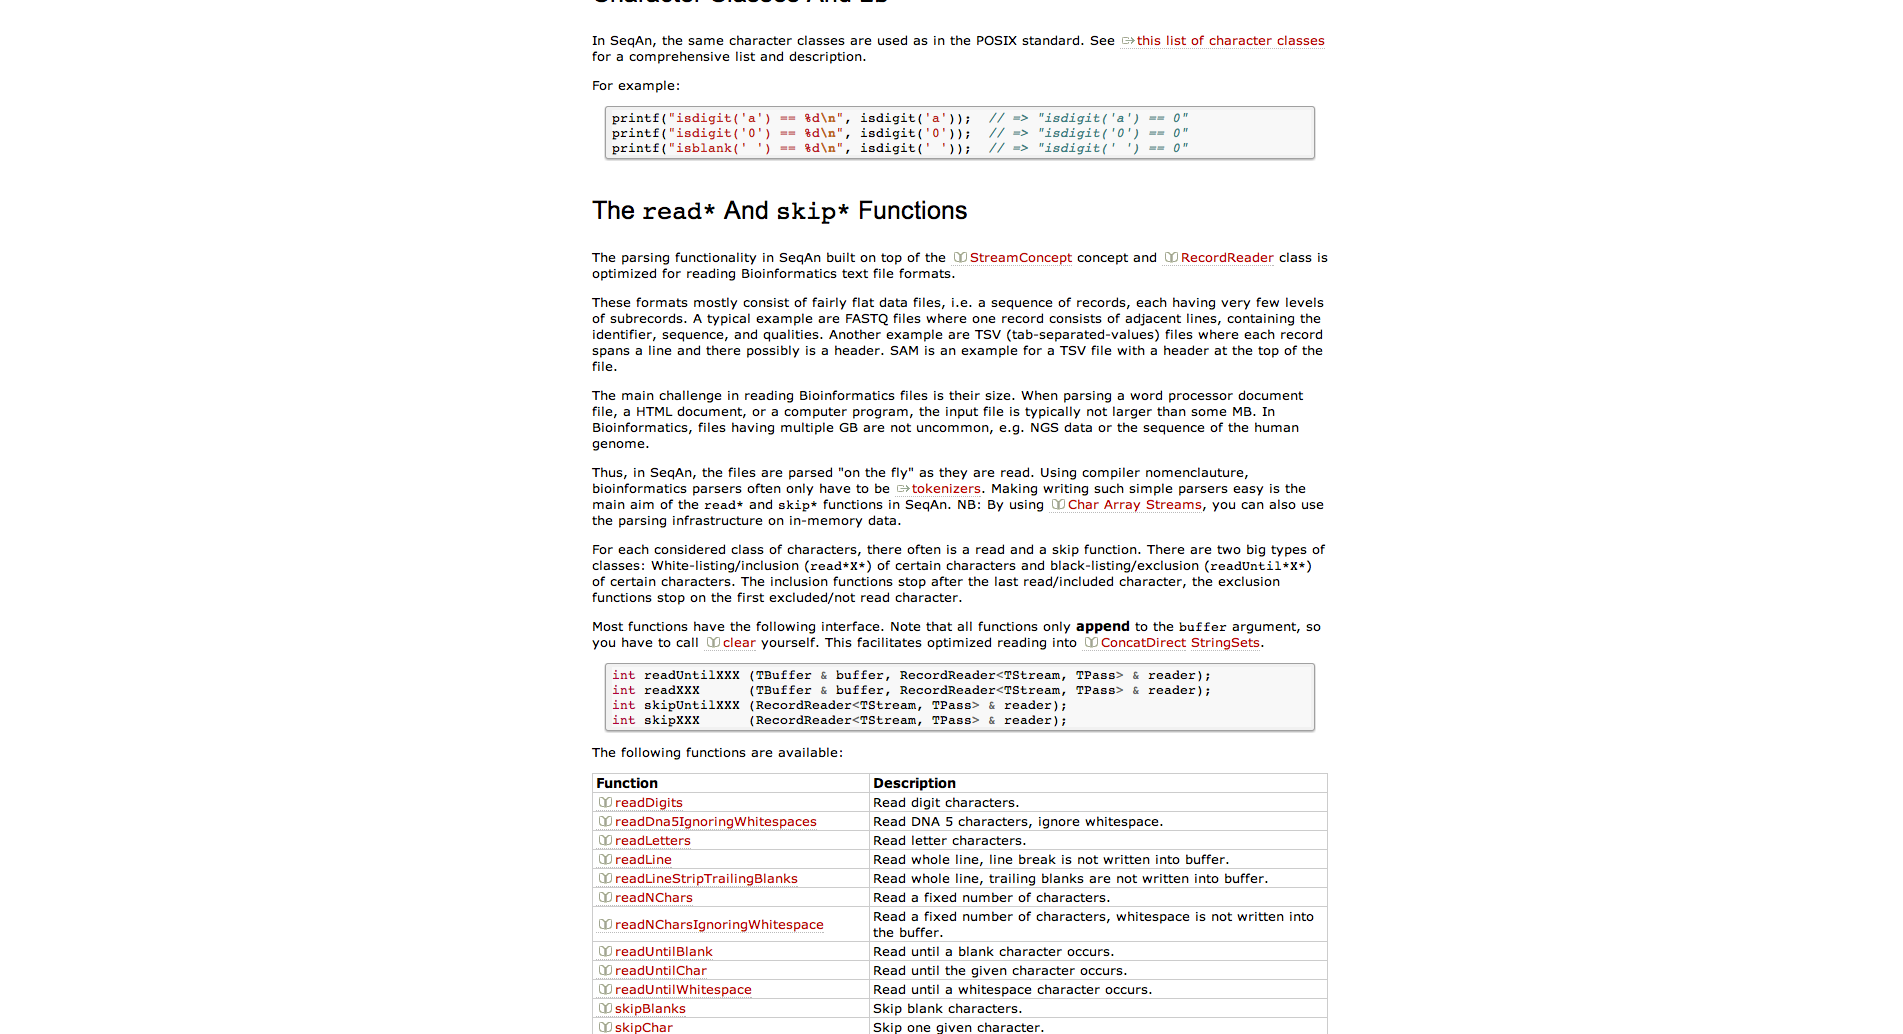 Character Classes And Eb
In SeqAn, the same character classes are used as in the POSIX standard. See this list of character classes
for a comprehensive list and description.
For example:
printf("isdigit('a') == %d\n", isdigit('a'));  // => "isdigit('a') == 0"
printf("isdigit('0') == %d\n", isdigit('0'));  // => "isdigit('0') == 0"
printf("isblank(' ') == %d\n", isdigit(' '));  // => "isdigit(' ') == 0"
The read* And skip* Functions
The parsing functionality in SeqAn built on top of the StreamConcept concept and RecordReader class is
optimized for reading Bioinformatics text file formats.
These formats mostly consist of fairly flat data files, i.e. a sequence of records, each having very few levels
of subrecords. A typical example are FASTQ files where one record consists of adjacent lines, containing the
identifier, sequence, and qualities. Another example are TSV (tab-separated-values) files where each record
spans a line and there possibly is a header. SAM is an example for a TSV file with a header at the top of the
file.
The main challenge in reading Bioinformatics files is their size. When parsing a word processor document
file, a HTML document, or a computer program, the input file is typically not larger than some MB. In
Bioinformatics, files having multiple GB are not uncommon, e.g. NGS data or the sequence of the human
genome.
Thus, in SeqAn, the files are parsed "on the fly" as they are read. Using compiler nomenclauture,
bioinformatics parsers often only have to be tokenizers. Making writing such simple parsers easy is the
main aim of the read* and skip* functions in SeqAn. NB: By using Char Array Streams, you can also use
the parsing infrastructure on in-memory data.
For each considered class of characters, there often is a read and a skip function. There are two big types of
classes: White-listing/inclusion (read*X*) of certain characters and black-listing/exclusion (readUntil*X*)
of certain characters. The inclusion functions stop after the last read/included character, the exclusion
functions stop on the first excluded/not read character.
Most functions have the following interface. Note that all functions only append to the buffer argument, so
you have to call clear yourself. This facilitates optimized reading into ConcatDirect StringSets.
int readUntilXXX (TBuffer & buffer, RecordReader<TStream, TPass> & reader);
int readXXX      (TBuffer & buffer, RecordReader<TStream, TPass> & reader);
int skipUntilXXX (RecordReader<TStream, TPass> & reader);
int skipXXX      (RecordReader<TStream, TPass> & reader);
The following functions are available:
Function Description
readDigits Read digit characters.
readDna5IgnoringWhitespaces Read DNA 5 characters, ignore whitespace.
readLetters Read letter characters.
readLine Read whole line, line break is not written into buffer.
readLineStripTrailingBlanks Read whole line, trailing blanks are not written into buffer.
readNChars Read a fixed number of characters.
readNCharsIgnoringWhitespace Read a fixed number of characters, whitespace is not written into
the buffer.
readUntilBlank Read until a blank character occurs.
readUntilChar Read until the given character occurs.
readUntilWhitespace Read until a whitespace character occurs.
skipBlanks Skip blank characters.
skipChar Skip one given character.